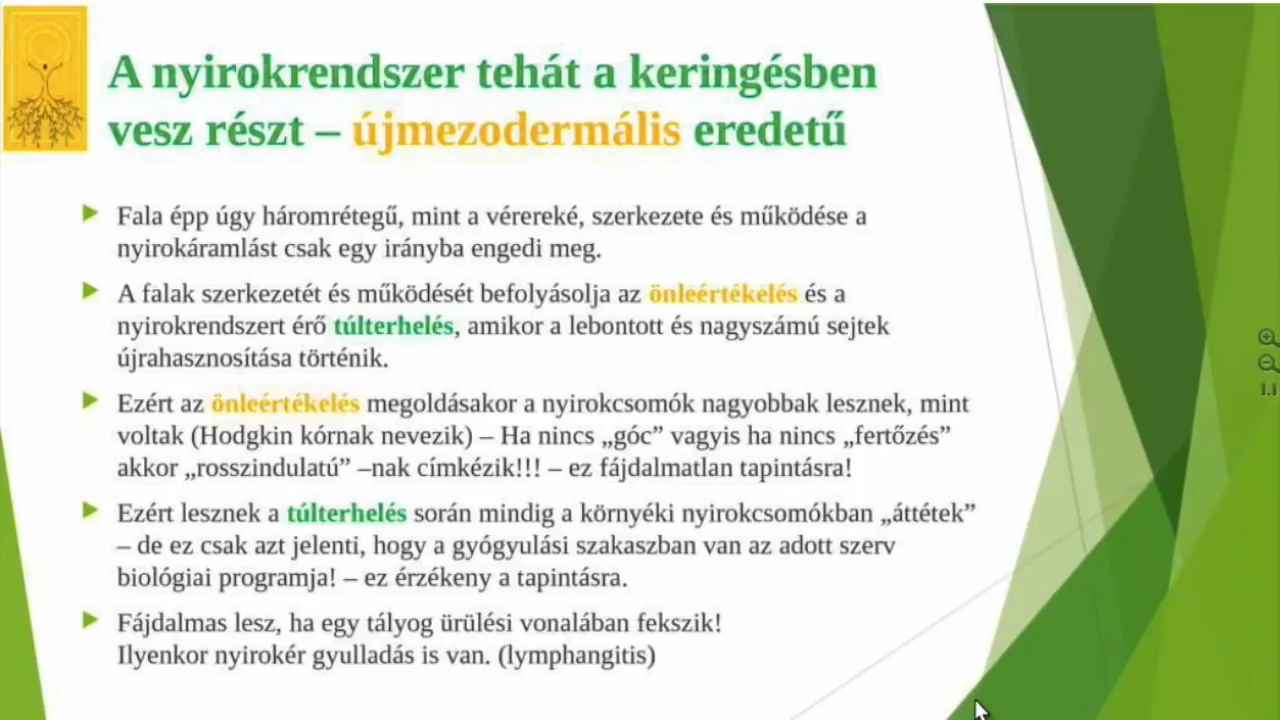 A nyirokrendszer tehát a keringésben
vesz részt – újmezodermális eredetű
Fala épp úgy háromrétegű, mint a vérereké, szerkezete és működése a
nyirokáramlást csak egy irányba engedi meg.
A falak szerkezetét és működését befolyásolja az önleértékelés és a
nyirokrendszert érő túlterhelés, amikor a lebontott és nagyszámú sejtek
újrahasznosítása történik.
Ezért az önleértékelés megoldásakor a nyirokcsomók nagyobbak lesznek, mint
voltak (Hodgkin kórnak nevezik) – Ha nincs „góc” vagyis ha nincs „fertőzés”
akkor „rosszindulatú” –nak címkézik!!! – ez fájdalmatlan tapintásra!
Ezért lesznek a túlterhelés során mindig a környéki nyirokcsomókban „áttétek”
– de ez csak azt jelenti, hogy a gyógyulási szakaszban van az adott szerv
biológiai programja! – ez érzékeny a tapintásra.
Fájdalmas lesz, ha egy tályog ürülési vonalában fekszik!
Ilyenkor nyirokér gyulladás is van. (lymphangitis)